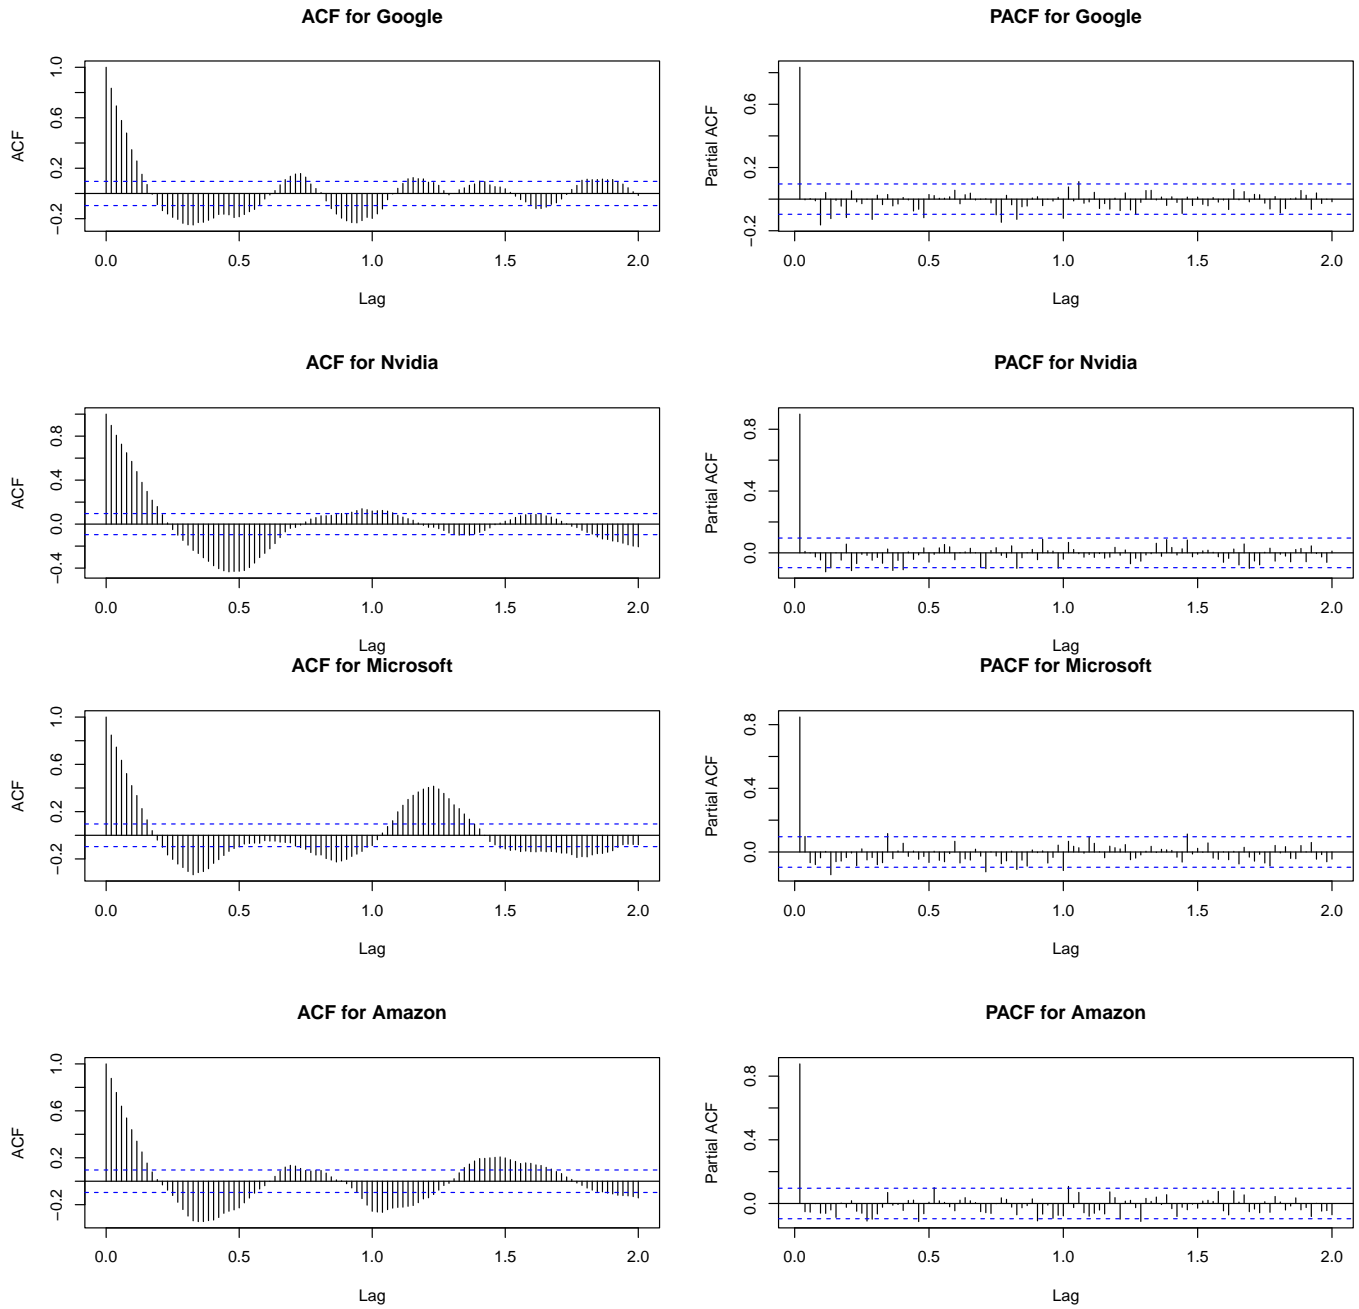 ACF for Google
ACF
1.0
0.6
0.2
−0.2
0.0 0.5 1.0 1.5 2.0
Lag
PACF for Google
Partial ACF
0.6
0.2
−0.2
0.0 0.5 1.0 1.5 2.0
Lag
ACF for Nvidia
ACF
0.8
0.4
0.0
−0.4
0.0 0.5 1.0 1.5 2.0
Lag
PACF for Nvidia
Partial ACF
0.8
0.4
0.0
0.0 0.5 1.0 1.5 2.0
Lag
ACF for Microsoft
ACF
1.0
0.6
0.2
−0.2
0.0 0.5 1.0 1.5 2.0
Lag
PACF for Microsoft
Partial ACF
0.8
0.4
0.0
0.0 0.5 1.0 1.5 2.0
Lag
ACF for Amazon
ACF
1.0
0.6
0.2
−0.2
0.0 0.5 1.0 1.5 2.0
Lag
PACF for Amazon
Partial ACF
0.8
0.4
0.0
0.0 0.5 1.0 1.5 2.0
Lag